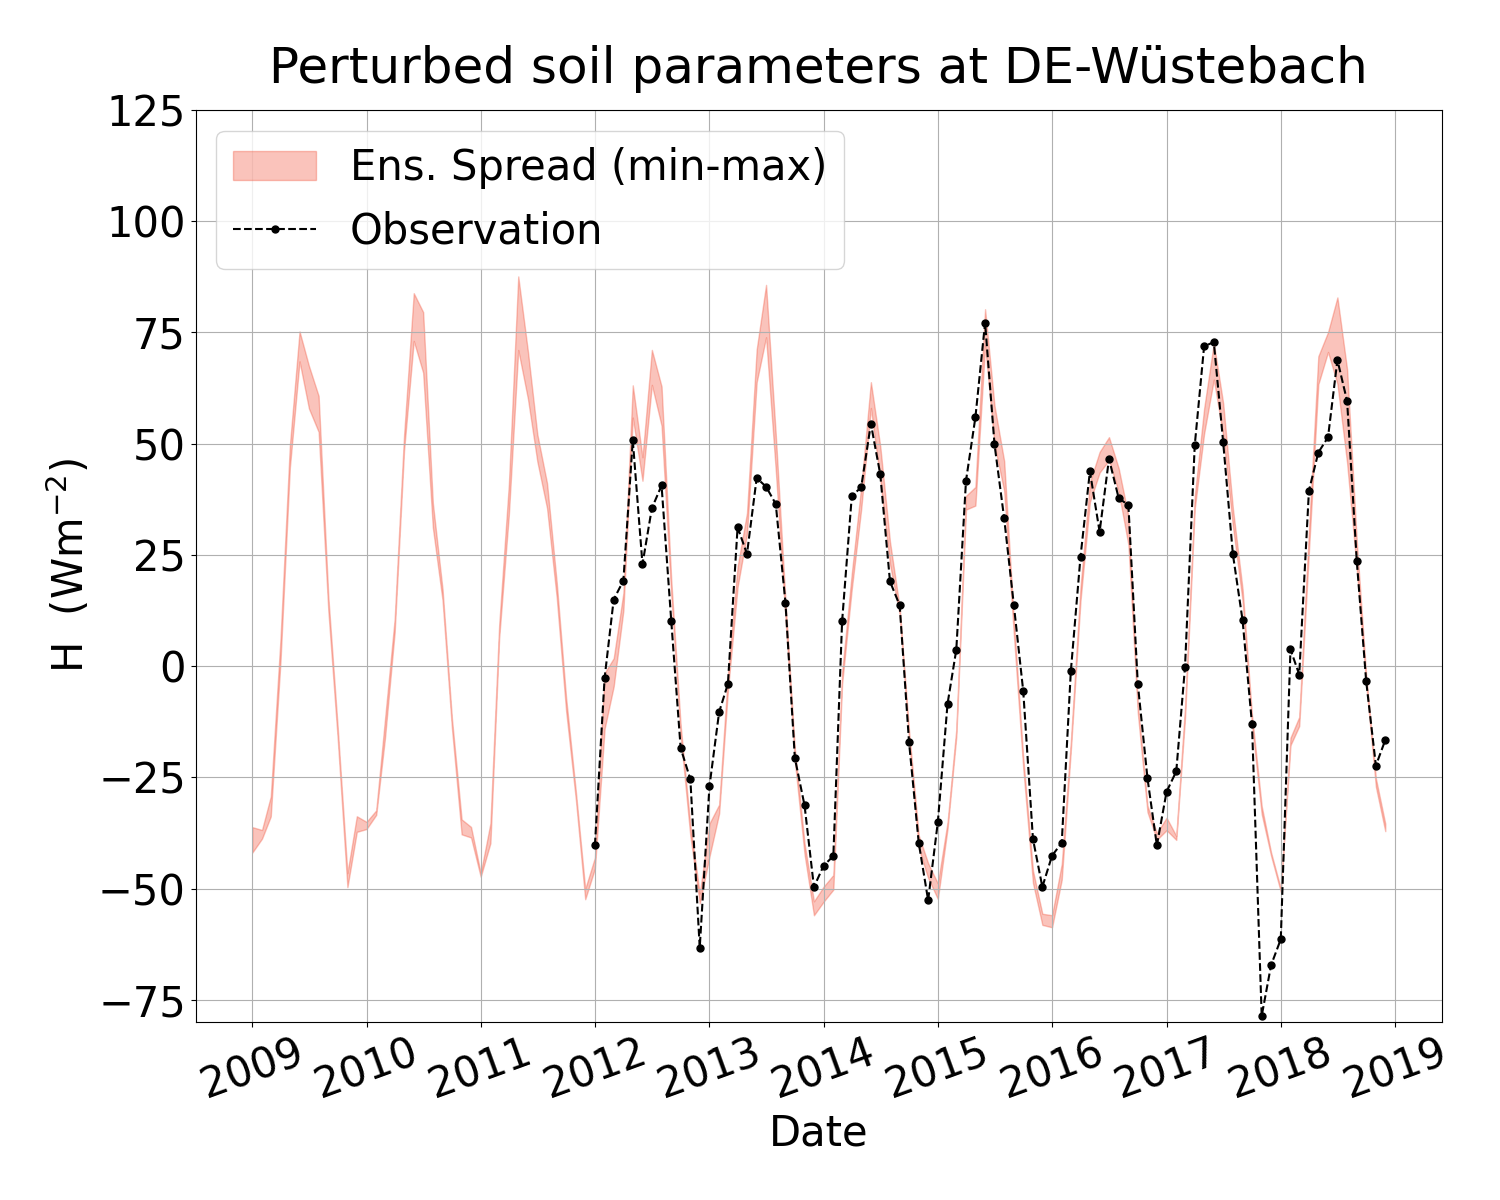 Perturbed soil parameters at DE-Wüstebach
125
100
75
50
25
0
−25
−50
−75
H (Wm⁻²)
Ens. Spread (min-max)
Observation
2009 2010 2011 2012 2013 2014 2015 2016 2017 2018 2019
Date